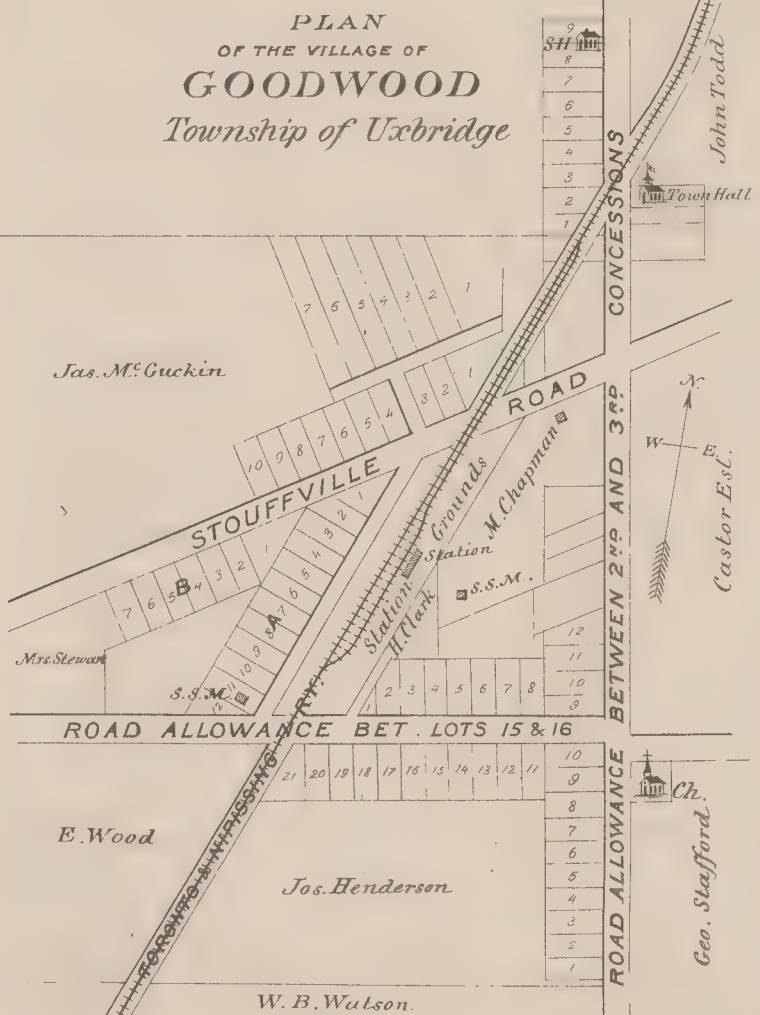 PLAN
OF THE VILLAGE OF
GOODWOOD
Township of Uxbridge
9
SH
8
7
6
5
4
3
2
1
John Todd
Town Hall
CONCESSIONS
7 6 5 4 3 2 1
Jas. McGuckin
3 2 1
10 9 8 7 6 5 4
STOUFFVILLE ROAD
N.
W E.
Castor Est.
M. Chapman
Station Grounds
Station
S.S.M.
H. Clark
BETWEEN 2ND AND 3RD
7 6 5 4 3 2 1
B
1
2
3
4
5
6
7
8
9
10
11
12
A
Mrs. Stewart
S.S.M.
12
11
10
9
1 2 3 4 5 6 7 8
ROAD ALLOWANCE BET. LOTS 15 & 16
TORONTO & NIPISSING RY.
21 20 19 18 17 16 15 14 13 12 11
10
9
8
7
6
5
4
3
2
1
Ch.
E. Wood
Jos. Henderson
ROAD ALLOWANCE
Geo. Stafford.
W. B. Watson.